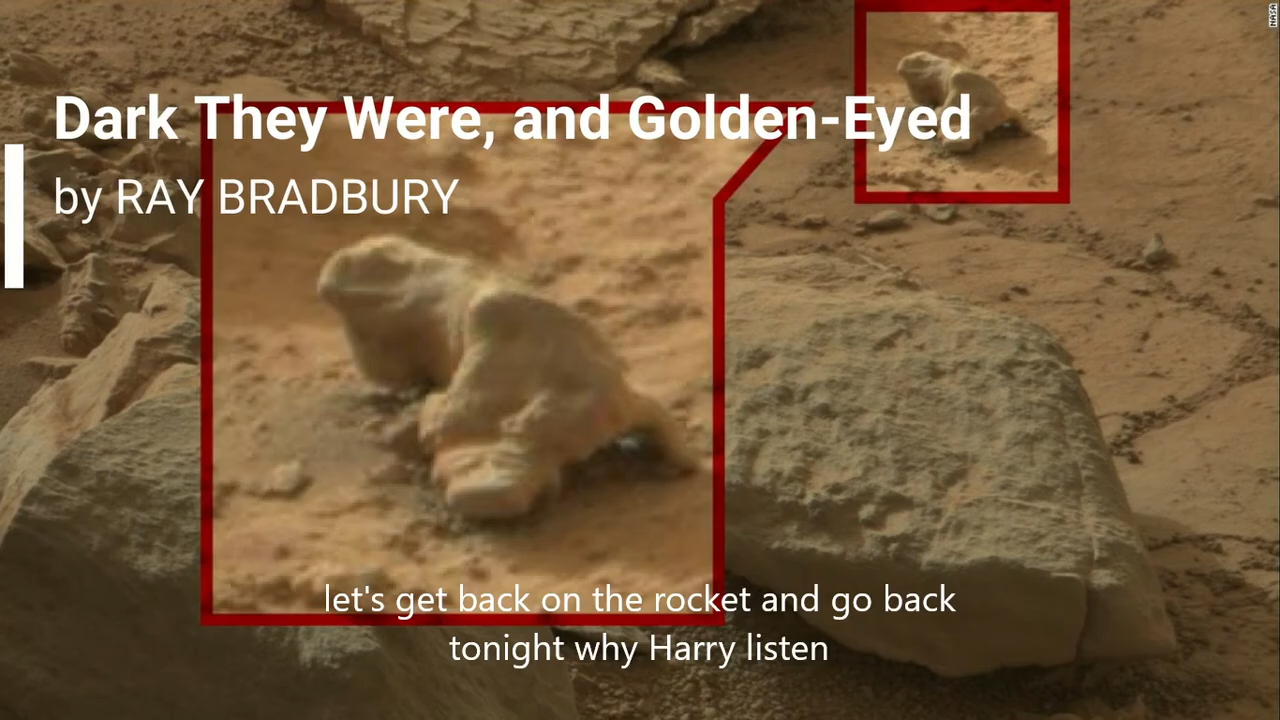 NASA
Dark They Were, and Golden-Eyed
by RAY BRADBURY
let's get back on the rocket and go back
tonight why Harry listen